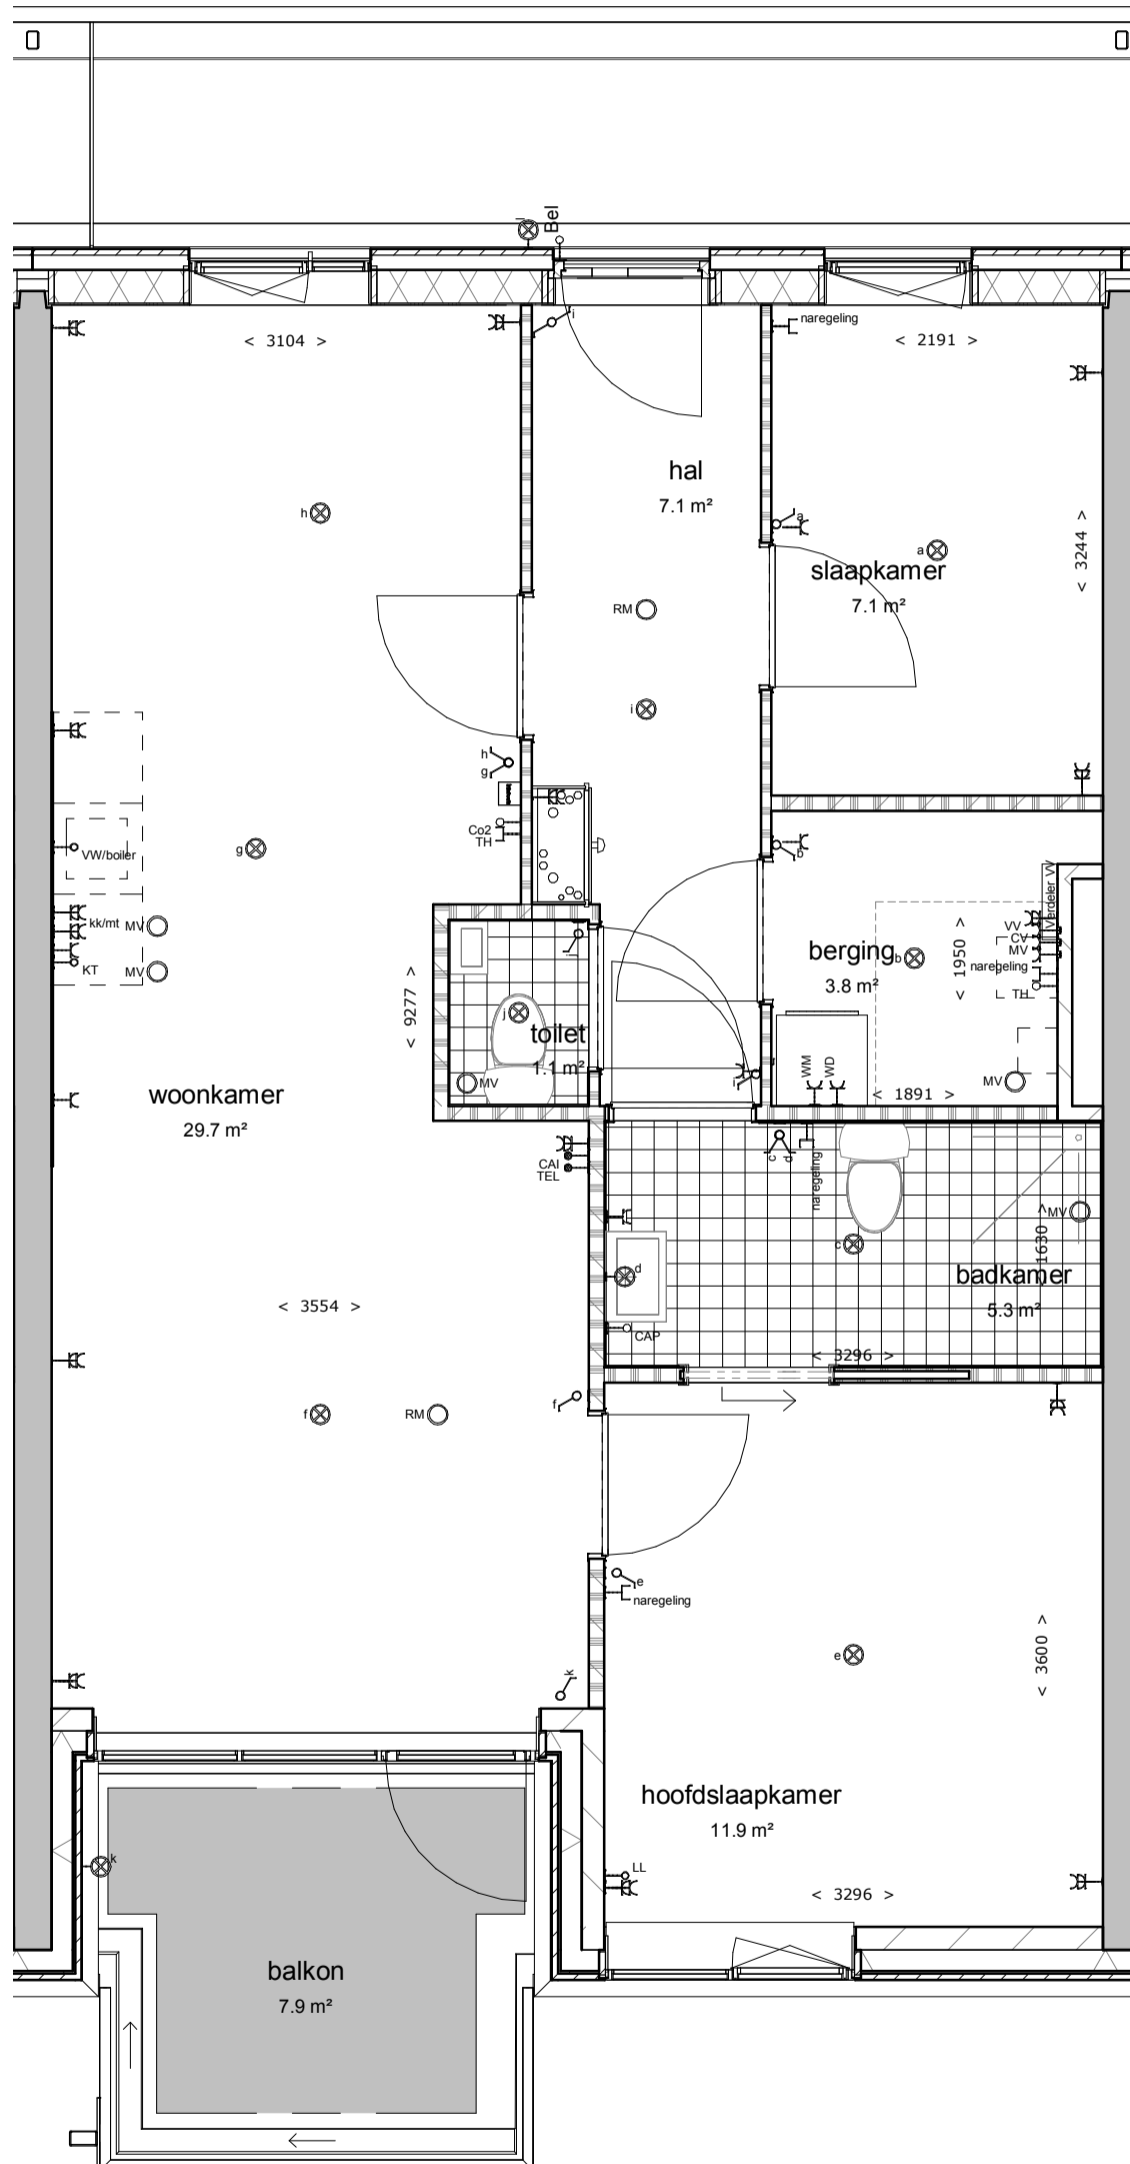 Bel
i
naregeling
< 3104 >
< 2191 >
hal
7.1 m²
h
a
a
< 3244 >
slaapkamer
7.1 m²
RM
i
h
g
Co2
TH
g
VW/boiler
b
Verdeler VV
kk/mt
MV
KT
MV
VV
CV
MV
naregeling
TH
berging
3.8 m²
b
< 1950 >
< 9277 >
j
toilet
1.1 m²
MV
WM
WD
MV
< 1891 >
woonkamer
29.7 m²
CAI
TEL
c
d
naregeling
MV
< 1630 >
c
badkamer
5.3 m²
d
CAP
< 3554 >
< 3296 >
f
f
RM
e
naregeling
< 3600 >
e
k
hoofdslaapkamer
11.9 m²
k
LL
< 3296 >
balkon
7.9 m²